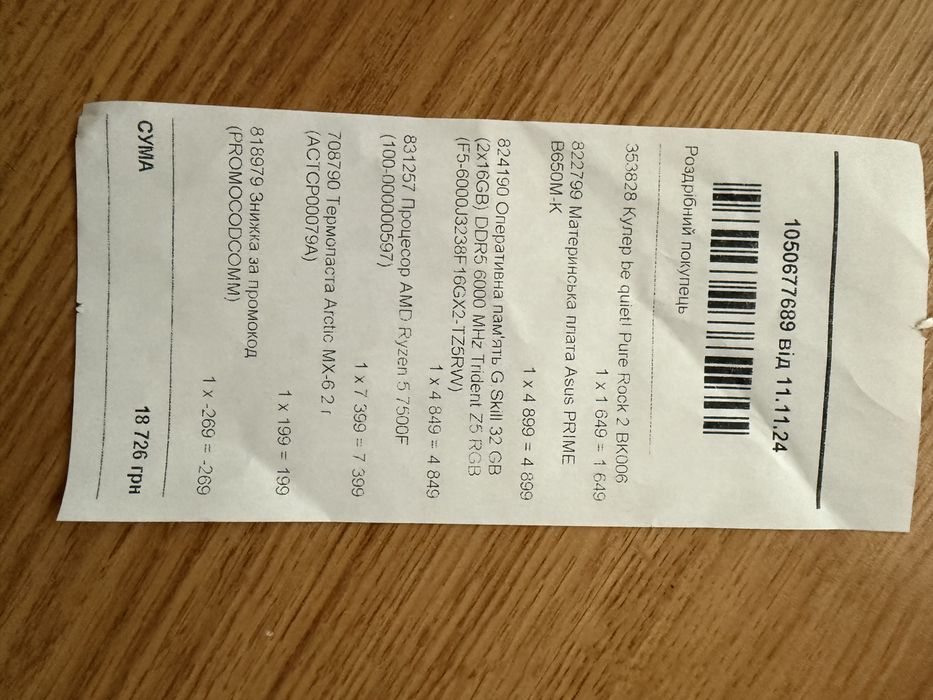 1050677689 від 11.11.24
Роздрібний покупець
353828 Кулер be quiet! Pure Rock 2 BK006
1 x 1 649 = 1 649
822799 Материнська плата Asus PRIME
B650M-K
1 x 4 899 = 4 899
824190 Оперативна пам'ять G Skill 32 GB
(2x16GB) DDR5 6000 MHz Trident Z5 RGB
(F5-6000J3238F16GX2-TZ5RW)
1 x 4 849 = 4 849
831257 Процесор AMD Ryzen 5 7500F
(100-000000597)
1 x 7 399 = 7 399
708790 Термопаста Arctic MX-6 2 г
(ACTCP00079A)
1 x 199 = 199
818979 Знижка за промокод
(PROMOCODCOMM)
1 x -269 = -269
СУМА 18 726 грн